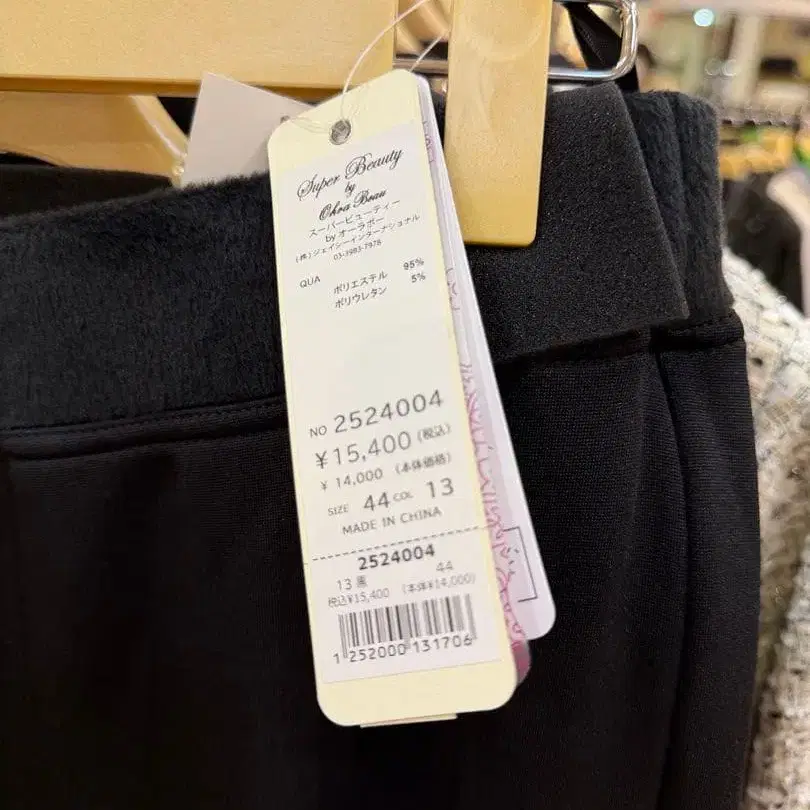 Super Beauty
by
Ohra Beau
スーパービューティー
by オーラボー
(株)ジェイシーインターナショナル
03-3983-7978
QUA ポリエステル 95%
ポリウレタン 5%
NO 2524004
¥15,400(税込)
¥ 14,000 (本体価格)
SIZE 44 COL 13
MADE IN CHINA
2524004
13 黒 44
税込¥15,400 (本体¥14,000)
1 252000 131706